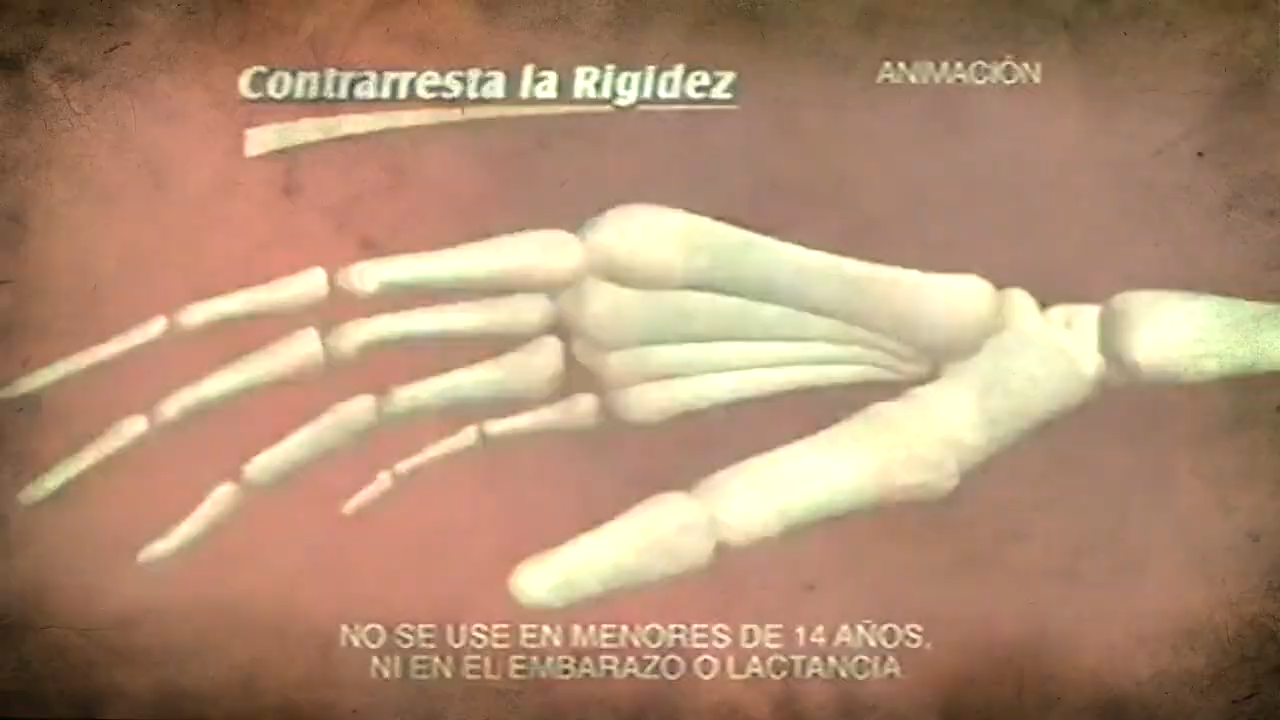 Contrarresta la Rigidez
ANIMACIÓN
NO SE USE EN MENORES DE 14 AÑOS,
NI EN EL EMBARAZO O LACTANCIA